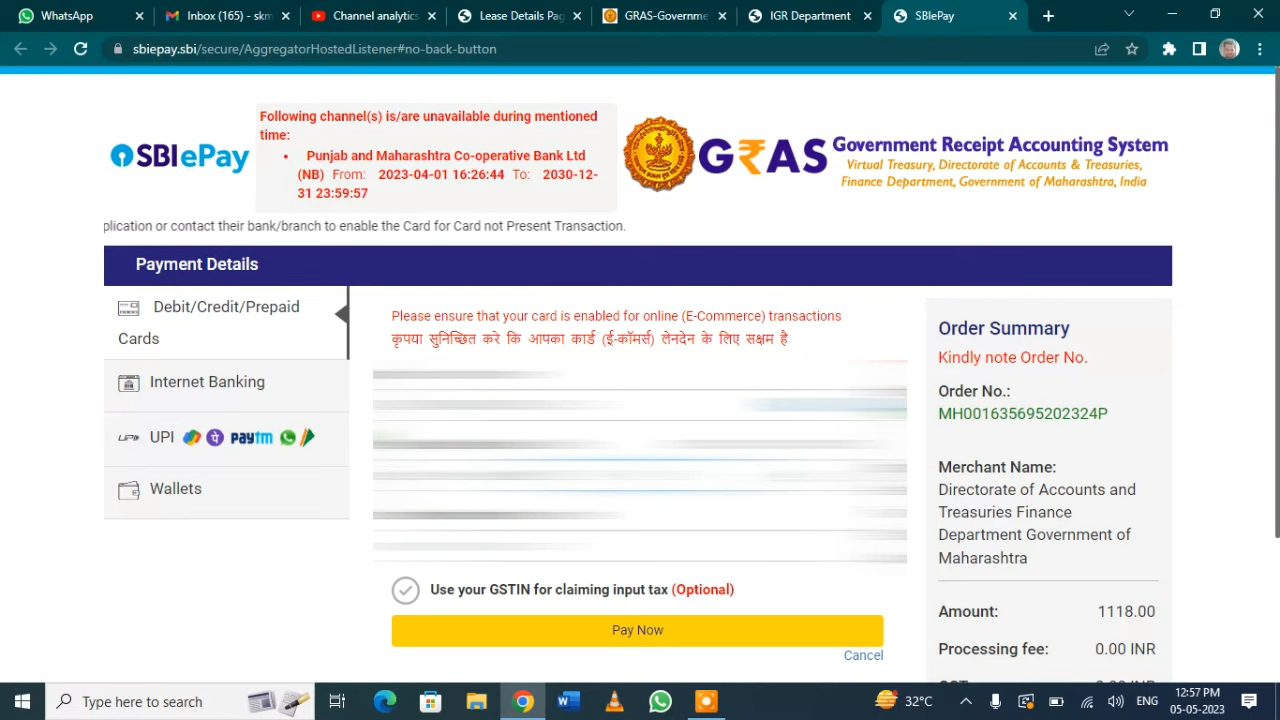 WhatsApp
Inbox (165) - skm
Channel analytics
Lease Details Pag
GRAS-Governme
IGR Department
SBIePay
sbiepay.sbi/secure/AggregatorHostedListener#no-back-button
SBI ePay
Following channel(s) is/are unavailable during mentioned
time:
• Punjab and Maharashtra Co-operative Bank Ltd
(NB) From: 2023-04-01 16:26:44 To: 2030-12-
31 23:59:57
GRAS
Government Receipt Accounting System
Virtual Treasury, Directorate of Accounts & Treasuries,
Finance Department, Government of Maharashtra, India
plication or contact their bank/branch to enable the Card for Card not Present Transaction.
Payment Details
Debit/Credit/Prepaid
Cards
Internet Banking
UPI paytm
Wallets
Please ensure that your card is enabled for online (E-Commerce) transactions
कृपया सुनिच्छित करे कि आपका कार्ड (ई-कॉमर्स) लेनदेन के लिए सक्षम है
Use your GSTIN for claiming input tax (Optional)
Pay Now
Cancel
Order Summary
Kindly note Order No.
Order No.:
MH001635695202324P
Merchant Name:
Directorate of Accounts and
Treasuries Finance
Department Government of
Maharashtra
Amount: 1118.00
Processing fee: 0.00 INR
Type here to search
32°C
ENG
12:57 PM
05-05-2023